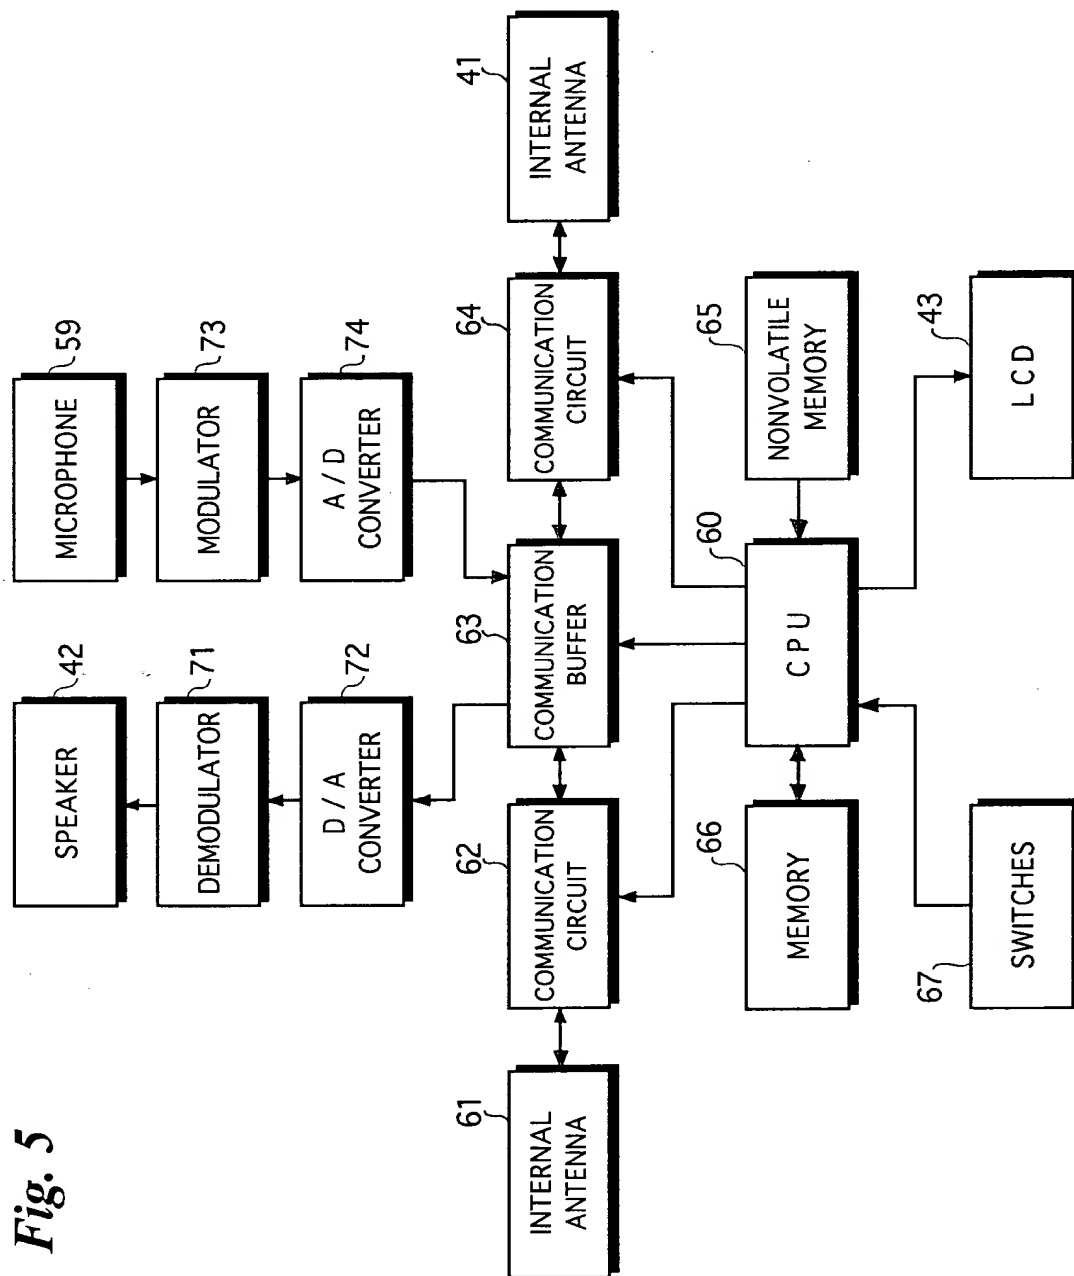 Fig. 5
SPEAKER
42
DEMODULATOR
71
D / A
CONVERTER
72
MICROPHONE
59
MODULATOR
73
A / D
CONVERTER
74
61
INTERNAL
ANTENNA
62
COMMUNICATION
CIRCUIT
63
COMMUNICATION
BUFFER
64
COMMUNICATION
CIRCUIT
41
INTERNAL
ANTENNA
66
MEMORY
60
CPU
65
NONVOLATILE
MEMORY
67
SWITCHES
43
LCD